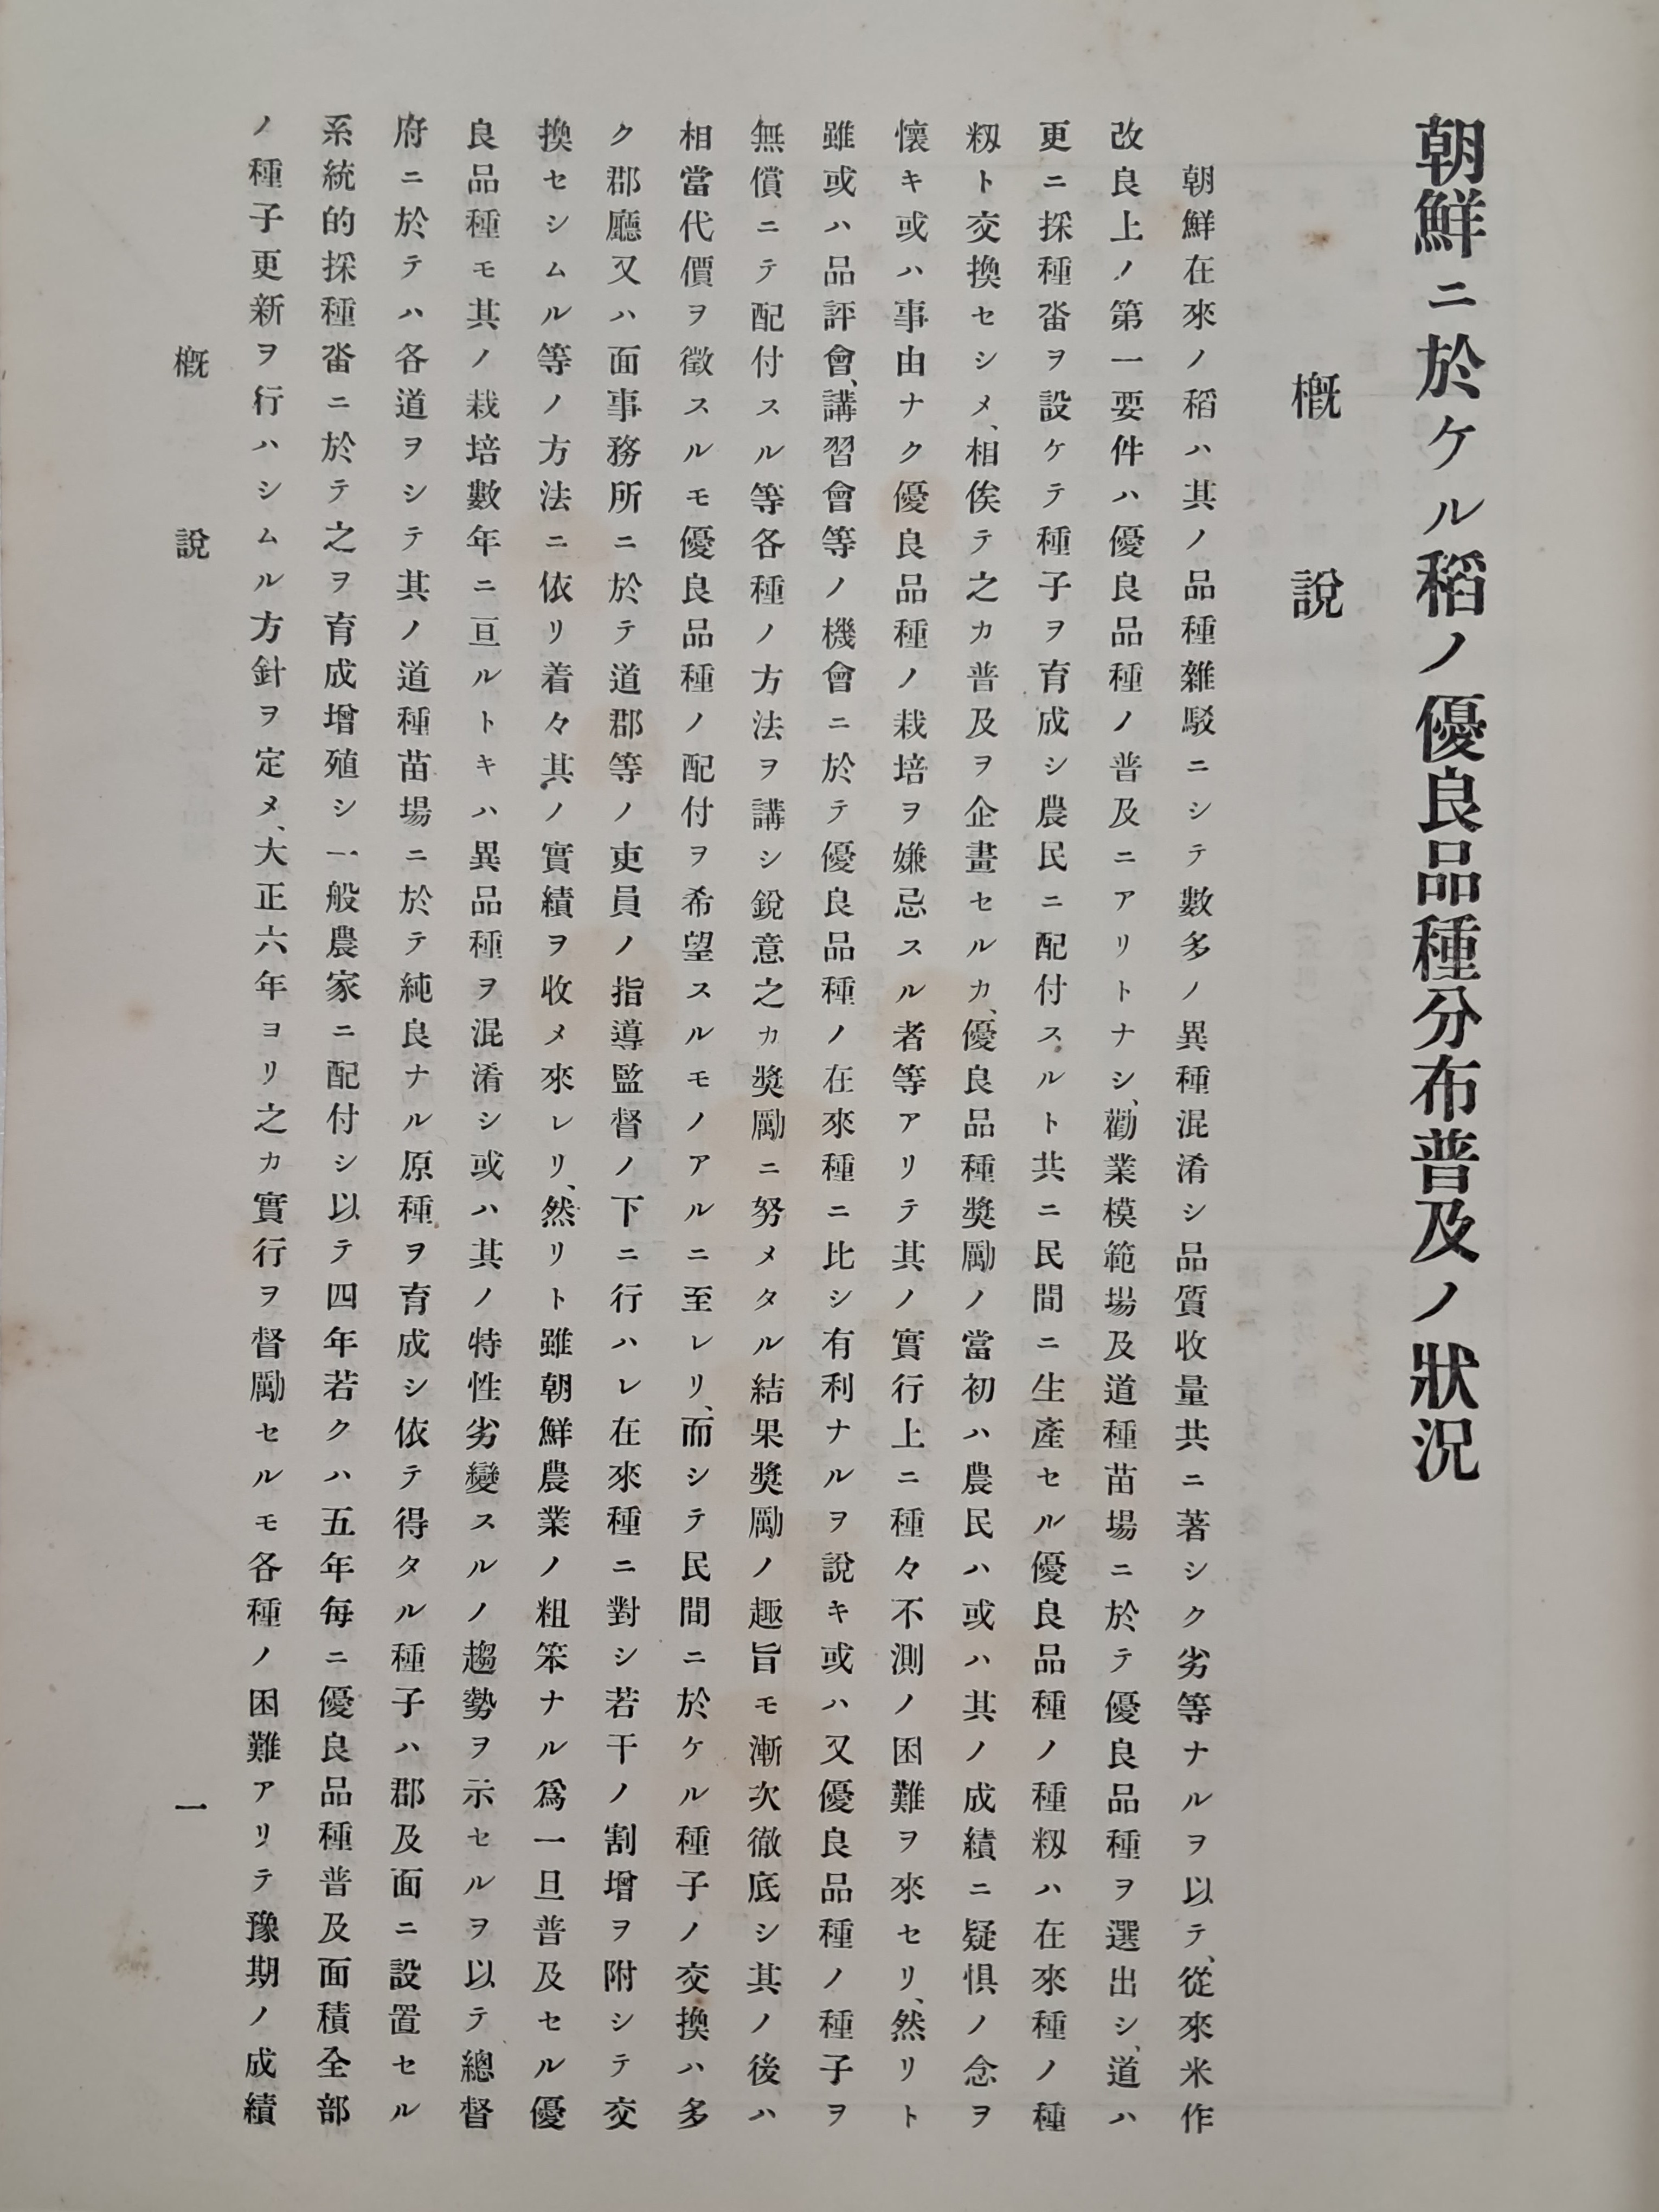 朝鮮ニ於ケル稻ノ優良品種分布普及ノ狀況
概說
朝鮮在來ノ稻ハ其ノ品種雜駁ニシテ數多ノ異種混淆シ品質收量共ニ著シク劣等ナルヲ以テ、從來米作
改良上ノ第一要件ハ優良品種ノ普及ニアリトナシ、勸業模範場及道種苗場ニ於テ優良品種ヲ選出シ、道ハ
更ニ採種畓ヲ設ケテ種子ヲ育成シ農民ニ配付スルト共ニ民間ニ生產セル優良品種ノ種籾ハ在來種ノ種
籾ト交換セシメ、相俟テ之カ普及ヲ企畫セルカ、優良品種獎勵ノ當初ハ農民ハ或ハ其ノ成績ニ疑惧ノ念ヲ
懷キ或ハ事由ナク優良品種ノ栽培ヲ嫌忌スル者等アリテ其ノ實行上ニ種々不測ノ困難ヲ來セリ、然リト
雖或ハ品評會、講習會等ノ機會ニ於テ優良品種ノ在來種ニ比シ有利ナルヲ說キ或ハ又優良品種ノ種子ヲ
無償ニテ配付スル等各種ノ方法ヲ講シ銳意之カ獎勵ニ努メタル結果獎勵ノ趣旨モ漸次徹底シ其ノ後ハ
相當代價ヲ徵スルモ優良品種ノ配付ヲ希望スルモノアルニ至レリ、而シテ民間ニ於ケル種子ノ交換ハ多
ク郡廳又ハ面事務所ニ於テ道郡等ノ吏員ノ指導監督ノ下ニ行ハレ在來種ニ對シ若干ノ割增ヲ附シテ交
換セシムル等ノ方法ニ依リ着々其ノ實績ヲ收メ來レリ、然リト雖朝鮮農業ノ粗笨ナル爲一旦普及セル優
良品種モ其ノ栽培數年ニ亘ルトキハ異品種ヲ混淆シ或ハ其ノ特性劣變スルノ趨勢ヲ示セルヲ以テ總督
府ニ於テハ各道ヲシテ其ノ道種苗場ニ於テ純良ナル原種ヲ育成シ依テ得タル種子ハ郡及面ニ設置セル
系統的採種畓ニ於テ之ヲ育成增殖シ一般農家ニ配付シ以テ四年若クハ五年每ニ優良品種普及面積全部
ノ種子更新ヲ行ハシムル方針ヲ定メ、大正六年ヨリ之カ實行ヲ督勵セルモ各種ノ困難アリテ豫期ノ成績
概說
一